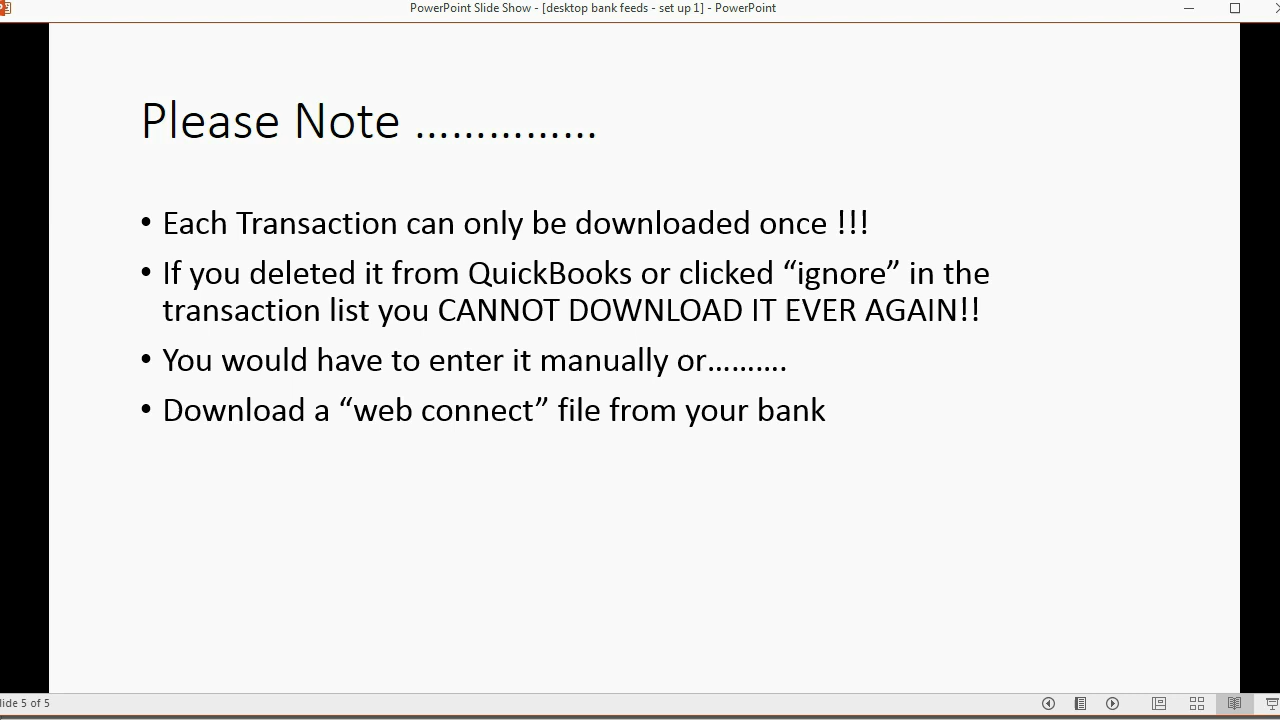 PowerPoint Slide Show - [desktop bank feeds - set up 1] - PowerPoint
Please Note ……………
• Each Transaction can only be downloaded once !!!
• If you deleted it from QuickBooks or clicked “ignore” in the
transaction list you CANNOT DOWNLOAD IT EVER AGAIN!!
• You would have to enter it manually or……….
• Download a “web connect” file from your bank
lide 5 of 5